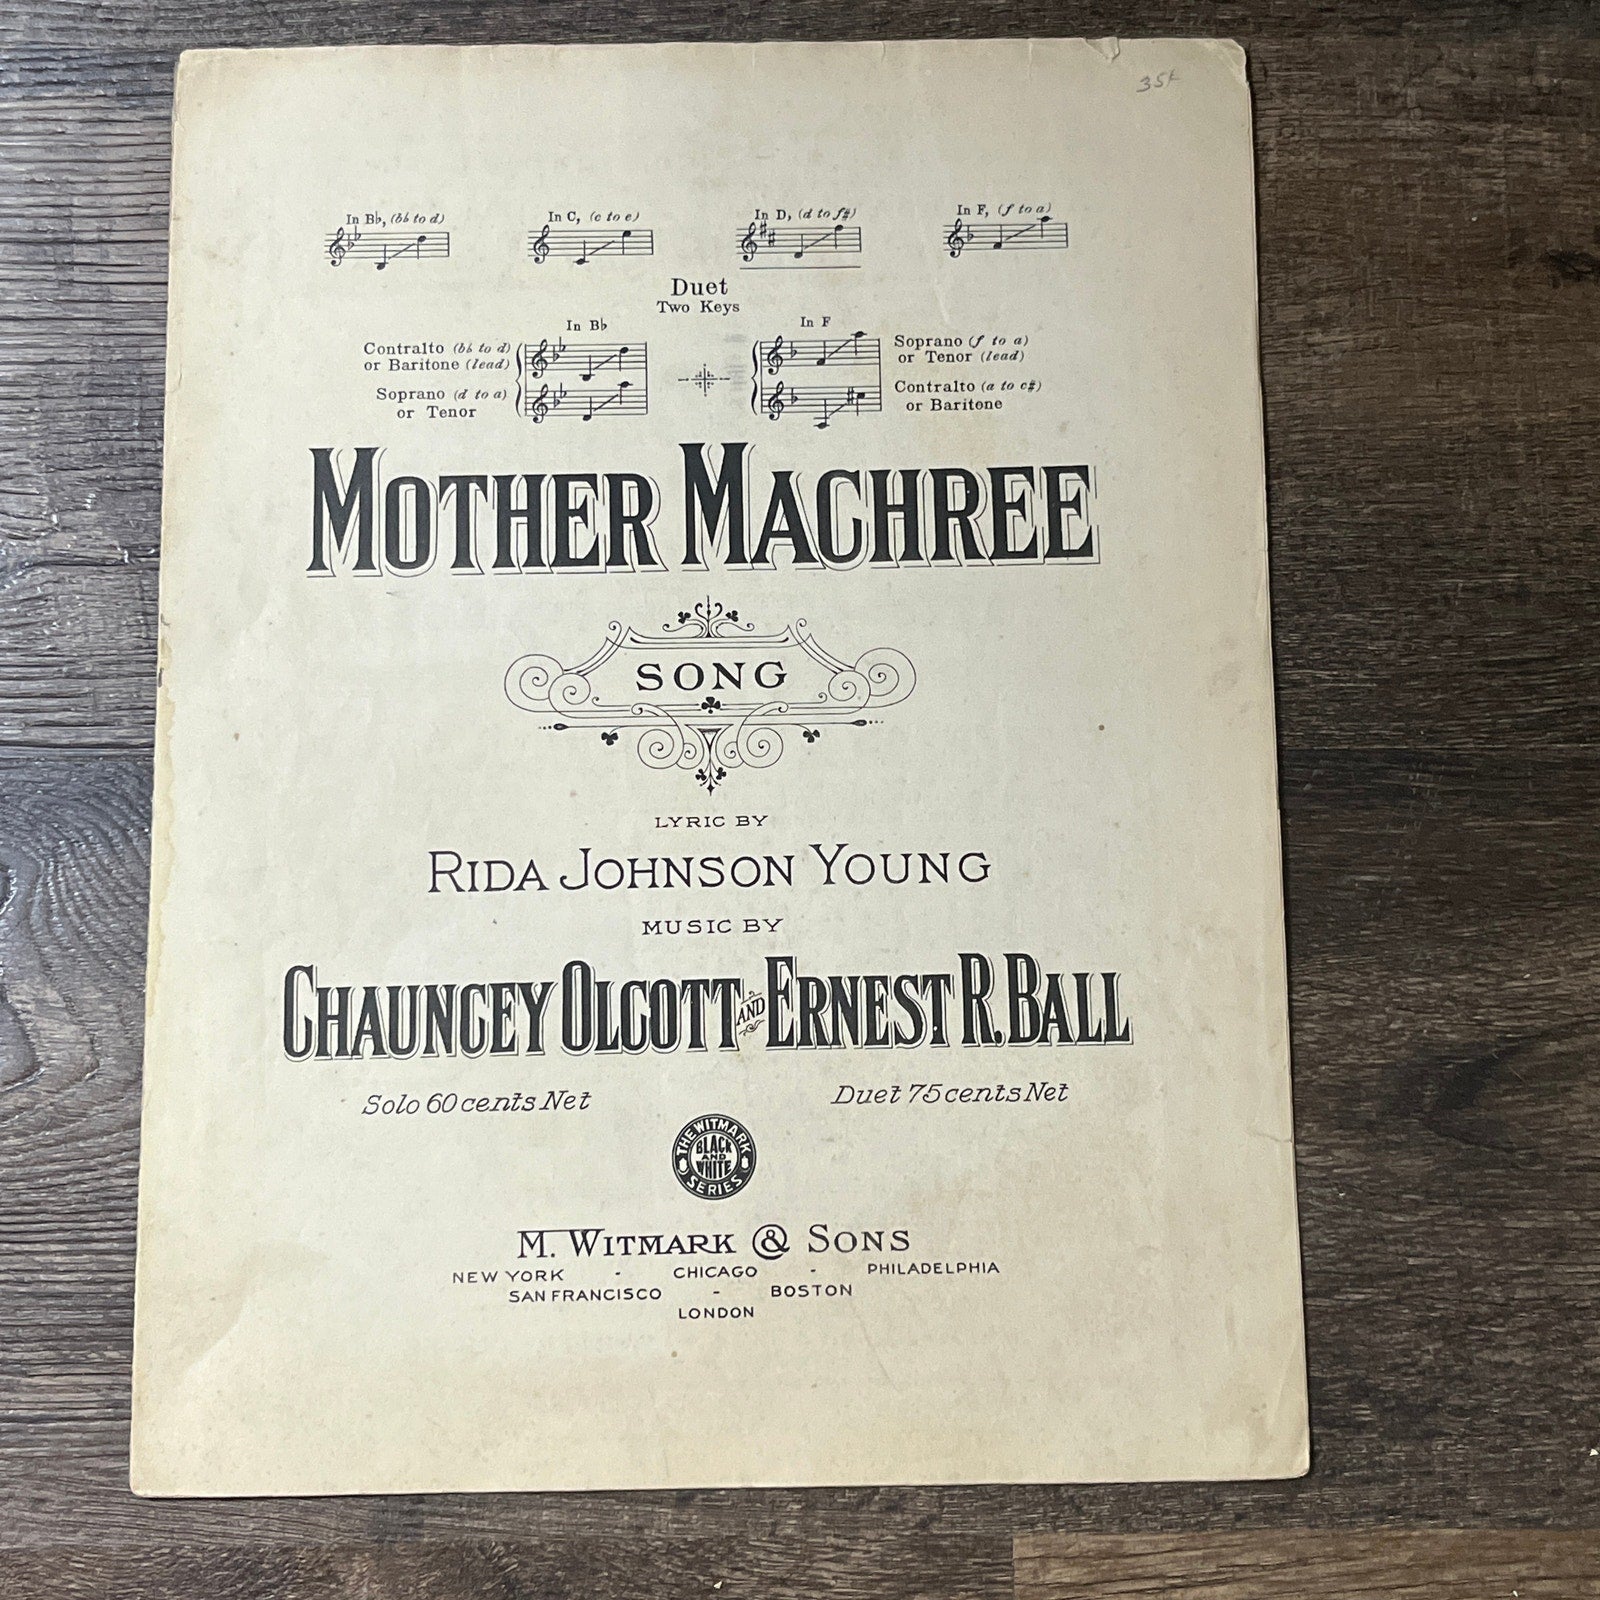 35¢
In B♭, (b♭ to d) In C, (c to e) In D, (d to f♯) In F, (f to a)
Duet
Two Keys
In B♭ In F
Contralto (b♭ to d)
or Baritone (lead)
Soprano (d to a)
or Tenor
Soprano (f to a)
or Tenor (lead)
Contralto (a to c♯)
or Baritone
MOTHER MACHREE
SONG
LYRIC BY
RIDA JOHNSON YOUNG
MUSIC BY
CHAUNCEY OLCOTT AND ERNEST R. BALL
Solo 60 cents Net Duet 75 cents Net
THE WITMARK
BLACK
AND
WHITE
SERIES
M. WITMARK & SONS
NEW YORK - CHICAGO - PHILADELPHIA
SAN FRANCISCO - BOSTON
LONDON